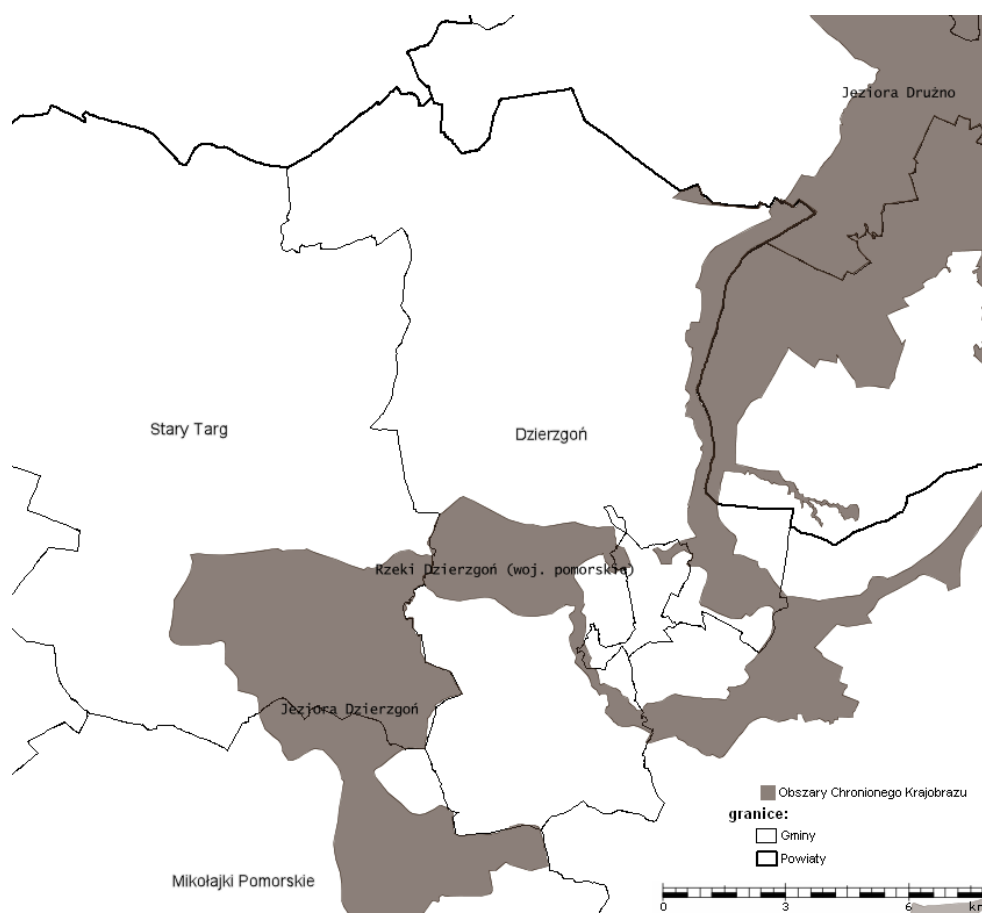 Jeziora Drużno
Stary Targ
Dzierzgoń
Rzeki Dzierzgoń (woj. pomorskie)
Jeziora Dzierzgoń
Obszary Chronionego Krajobrazu
granice:
Gminy
Powiaty
Mikołajki Pomorskie
0 3 6 km